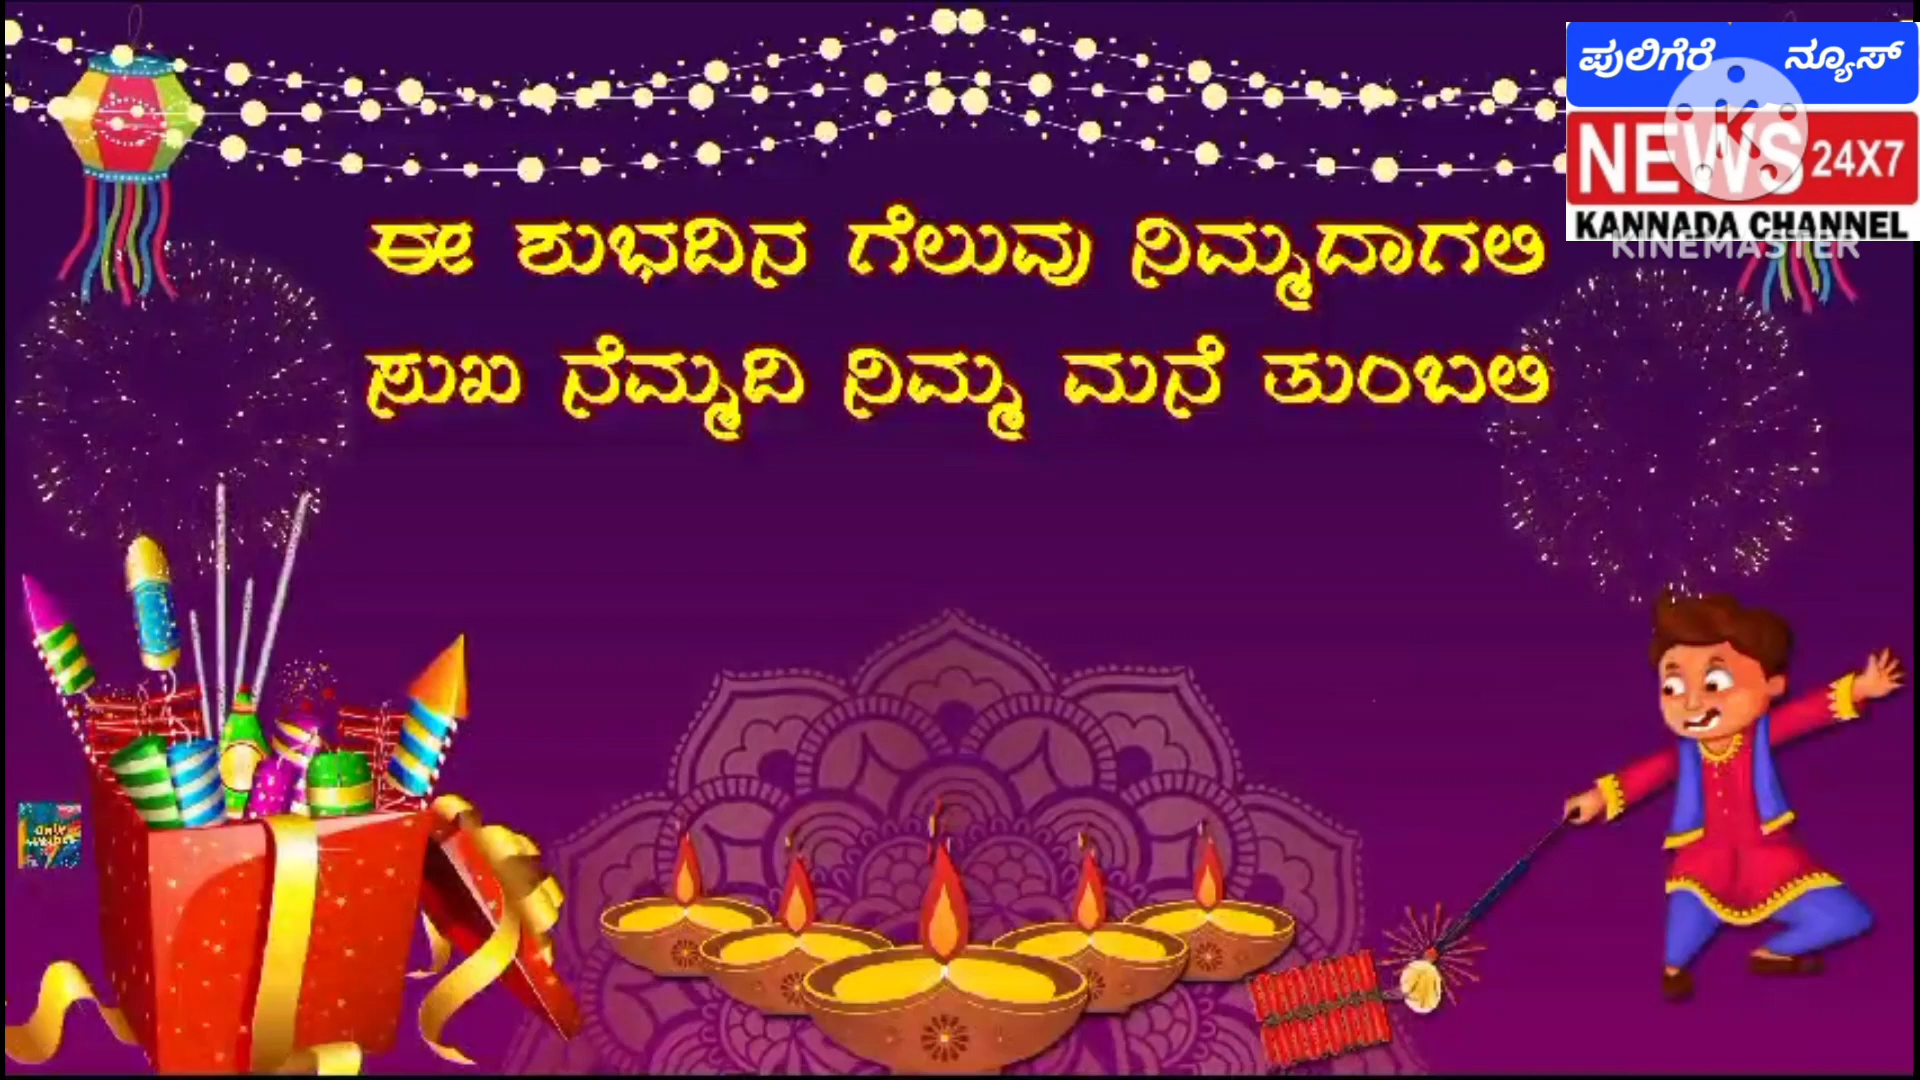 ಪುಲಿಗೆರೆ ನ್ಯೂಸ್
NEWS 24X7
KANNADA CHANNEL
KINEMASTER
ಈ ಶುಭದಿನ ಗೆಲುವು ನಿಮ್ಮದಾಗಲಿ
ಸುಖ ನೆಮ್ಮದಿ ನಿಮ್ಮ ಮನೆ ತುಂಬಲಿ